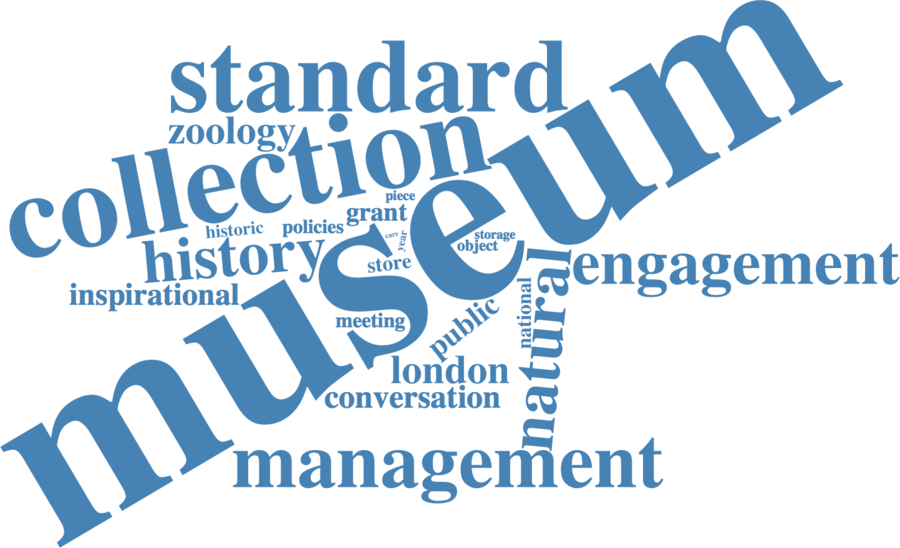 standard
zoology
collection
museum
piece
grant
historic
policies
care
year
storage
object
history
store
engagement
inspirational
national
natural
meeting
public
london
conversation
management